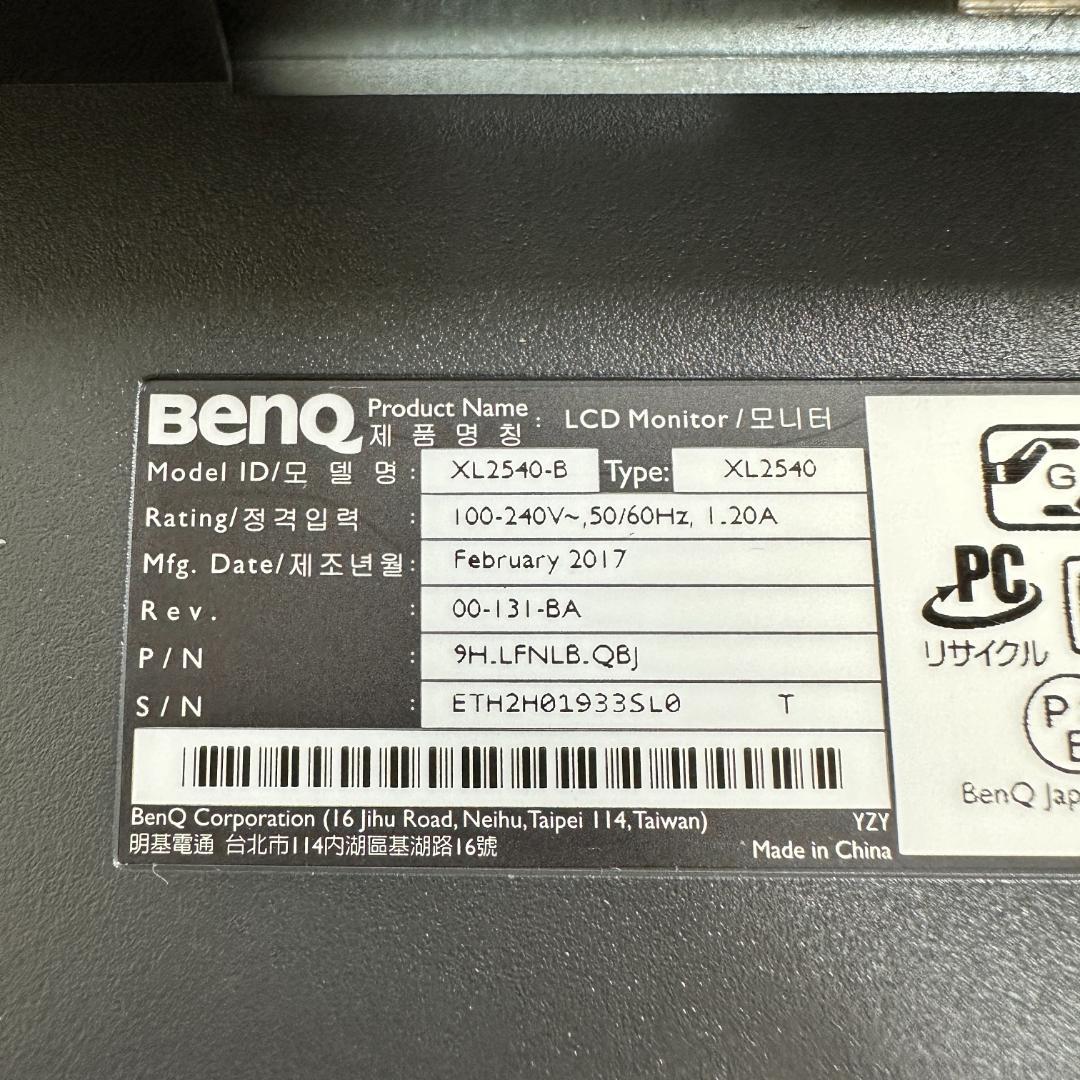 BenQ
Product Name : LCD Monitor / 모니터
제 품 명 칭
Model ID/모 델 명 : XL2540-B Type: XL2540
Rating/정격입력 : 100-240V~,50/60Hz, 1.20A
Mfg. Date/제조년월: February 2017
Rev. : 00-131-BA
P/N : 9H.LFNLB.QBJ
S/N : ETH2H01933SL0 T
BenQ Corporation (16 Jihu Road, Neihu,Taipei 114,Taiwan) YZY
明基電通 台北市114內湖區基湖路16號
Made in China
G
PC
リサイクル
P
BenQ